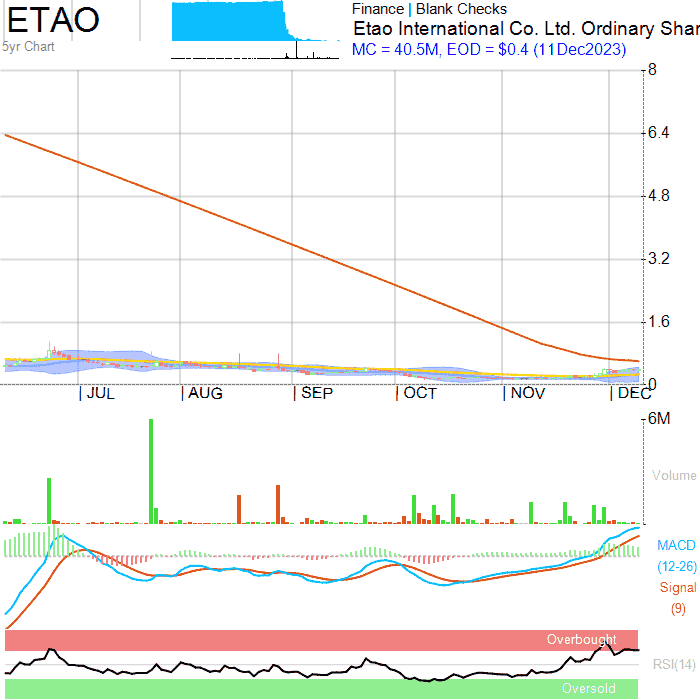 ETAO
5yr Chart
Finance | Blank Checks
Etao International Co. Ltd. Ordinary Shar
MC = 40.5M, EOD = $0.4 (11Dec2023)
8
6.4
4.8
3.2
1.6
0
JUL
AUG
SEP
OCT
NOV
DEC
6M
Volume
MACD
(12-26)
Signal
(9)
Overbought
RSI(14)
Oversold